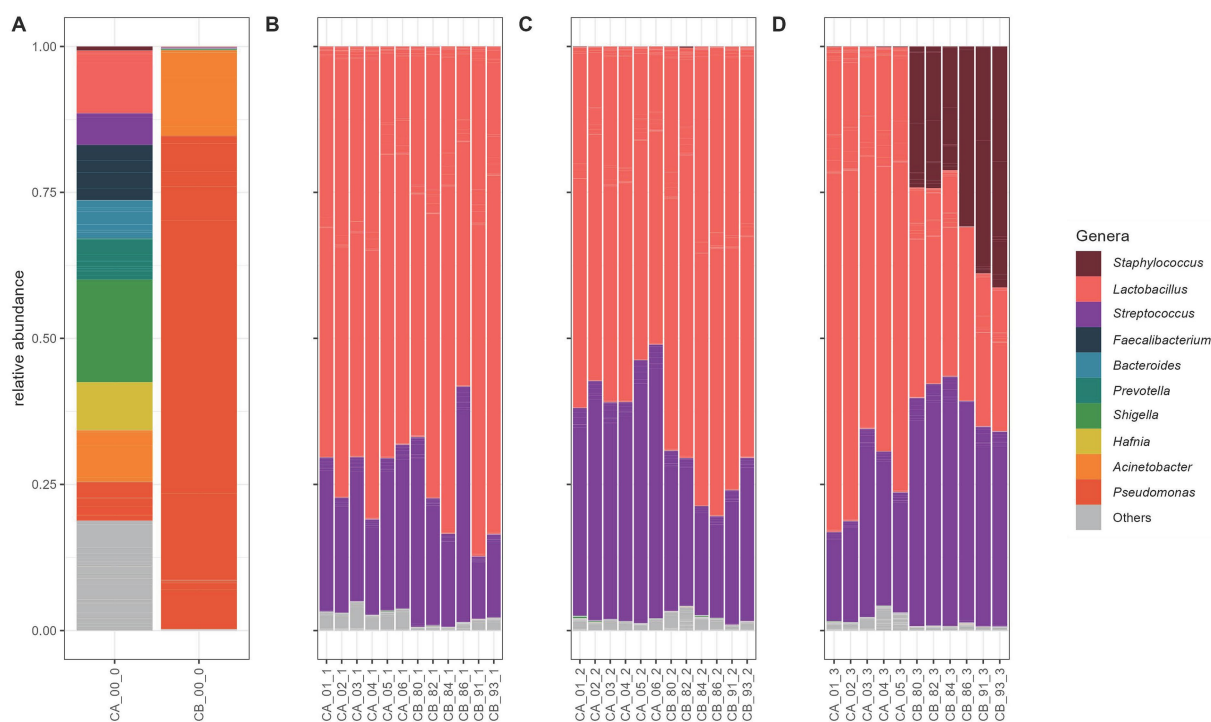 A
B
C
D
relative abundance
1.00
0.75
0.50
0.25
0.00
CA_00_0
CB_00_0
CA_01_1
CA_02_1
CA_03_1
CA_04_1
CA_05_1
CA_06_1
CB_80_1
CB_82_1
CB_84_1
CB_86_1
CB_91_1
CB_93_1
CA_01_2
CA_02_2
CA_03_2
CA_04_2
CA_05_2
CA_06_2
CB_80_2
CB_82_2
CB_84_2
CB_86_2
CB_91_2
CB_93_2
CA_01_3
CA_02_3
CA_03_3
CA_04_3
CA_05_3
CB_80_3
CB_82_3
CB_84_3
CB_86_3
CB_91_3
CB_93_3
Genera
Staphylococcus
Lactobacillus
Streptococcus
Faecalibacterium
Bacteroides
Prevotella
Shigella
Hafnia
Acinetobacter
Pseudomonas
Others